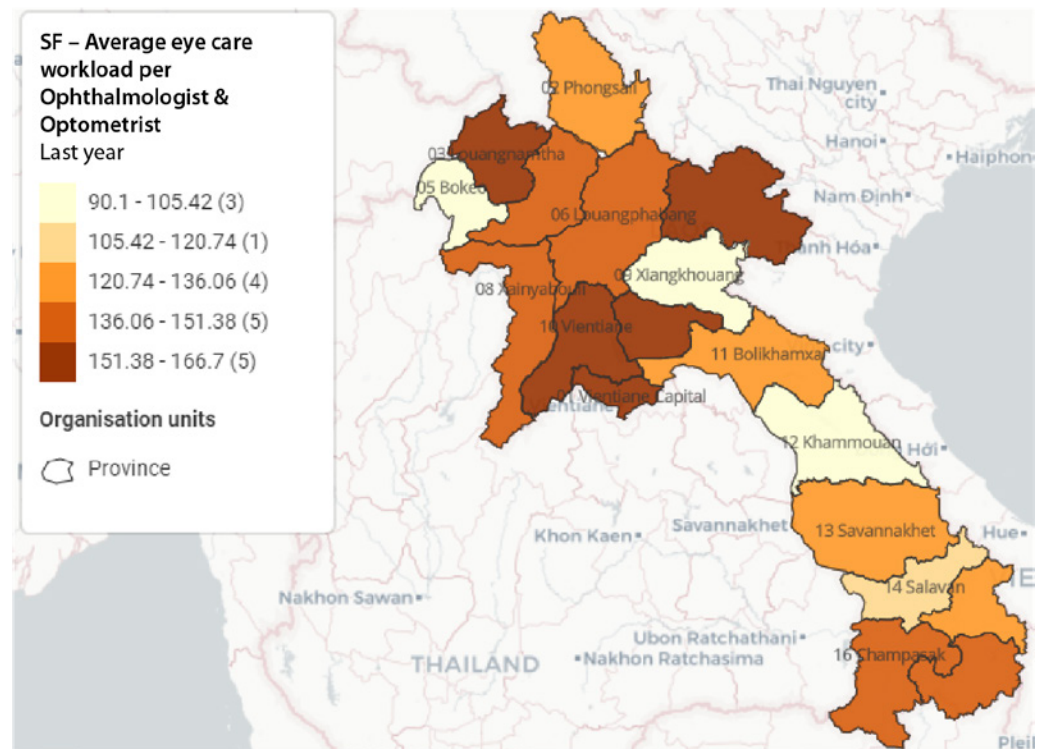 SF – Average eye care
workload per
Ophthalmologist &
Optometrist
Last year
90.1 - 105.42 (3)
105.42 - 120.74 (1)
120.74 - 136.06 (4)
136.06 - 151.38 (5)
151.38 - 166.7 (5)
Organisation units
Province
02 Phongsali
Thai Nguyen
city
Hanoi
Haiphong
03 Louangnamtha
05 Bokeo
Nam Định
06 Louangphabang
Thanh Hóa
09 Xiangkhouang
08 Xainyabouli
10 Vientiane
11 Bolikhamxai
city
01 Vientiane Capital
Vientiane
12 Khammouan
Hới
Savannakhet
13 Savannakhet
Khon Kaen
Hue
14 Salavan
Nakhon Sawan
Ubon Ratchathani
16 Champasak
THAILAND
Nakhon Ratchasima